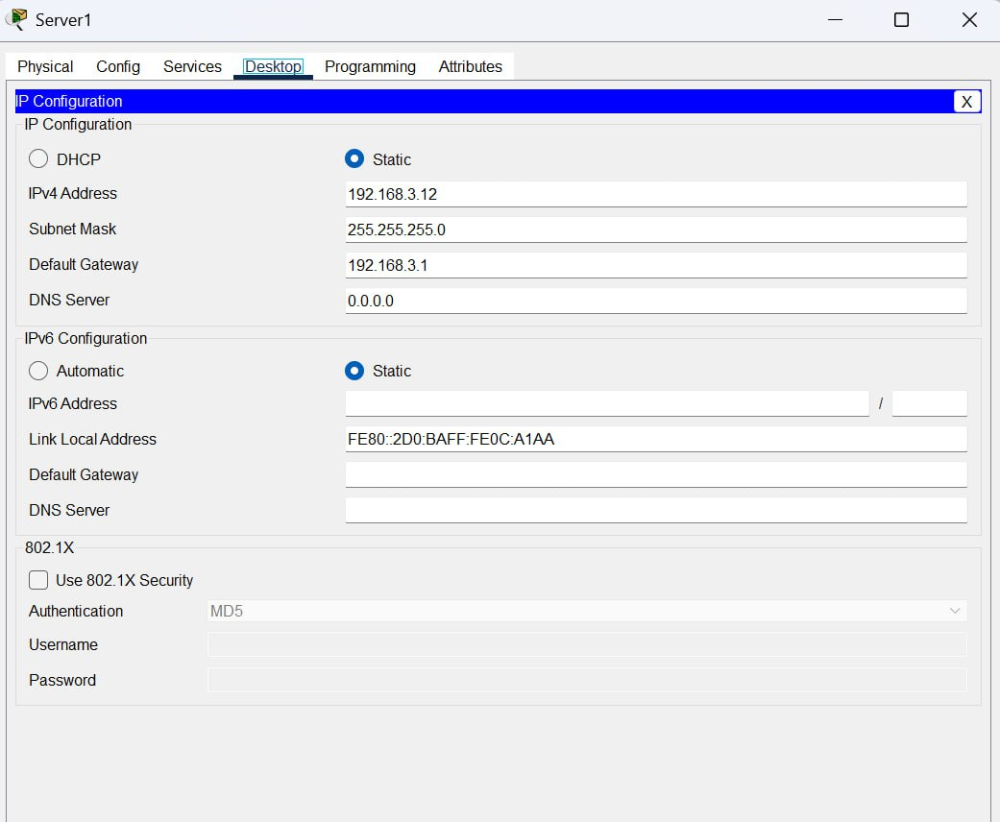 Server1
Physical Config Services Desktop Programming Attributes
IP Configuration X
IP Configuration
DHCP Static
IPv4 Address 192.168.3.12
Subnet Mask 255.255.255.0
Default Gateway 192.168.3.1
DNS Server 0.0.0.0
IPv6 Configuration
Automatic Static
IPv6 Address /
Link Local Address FE80::2D0:BAFF:FE0C:A1AA
Default Gateway
DNS Server
802.1X
Use 802.1X Security
Authentication MD5
Username
Password